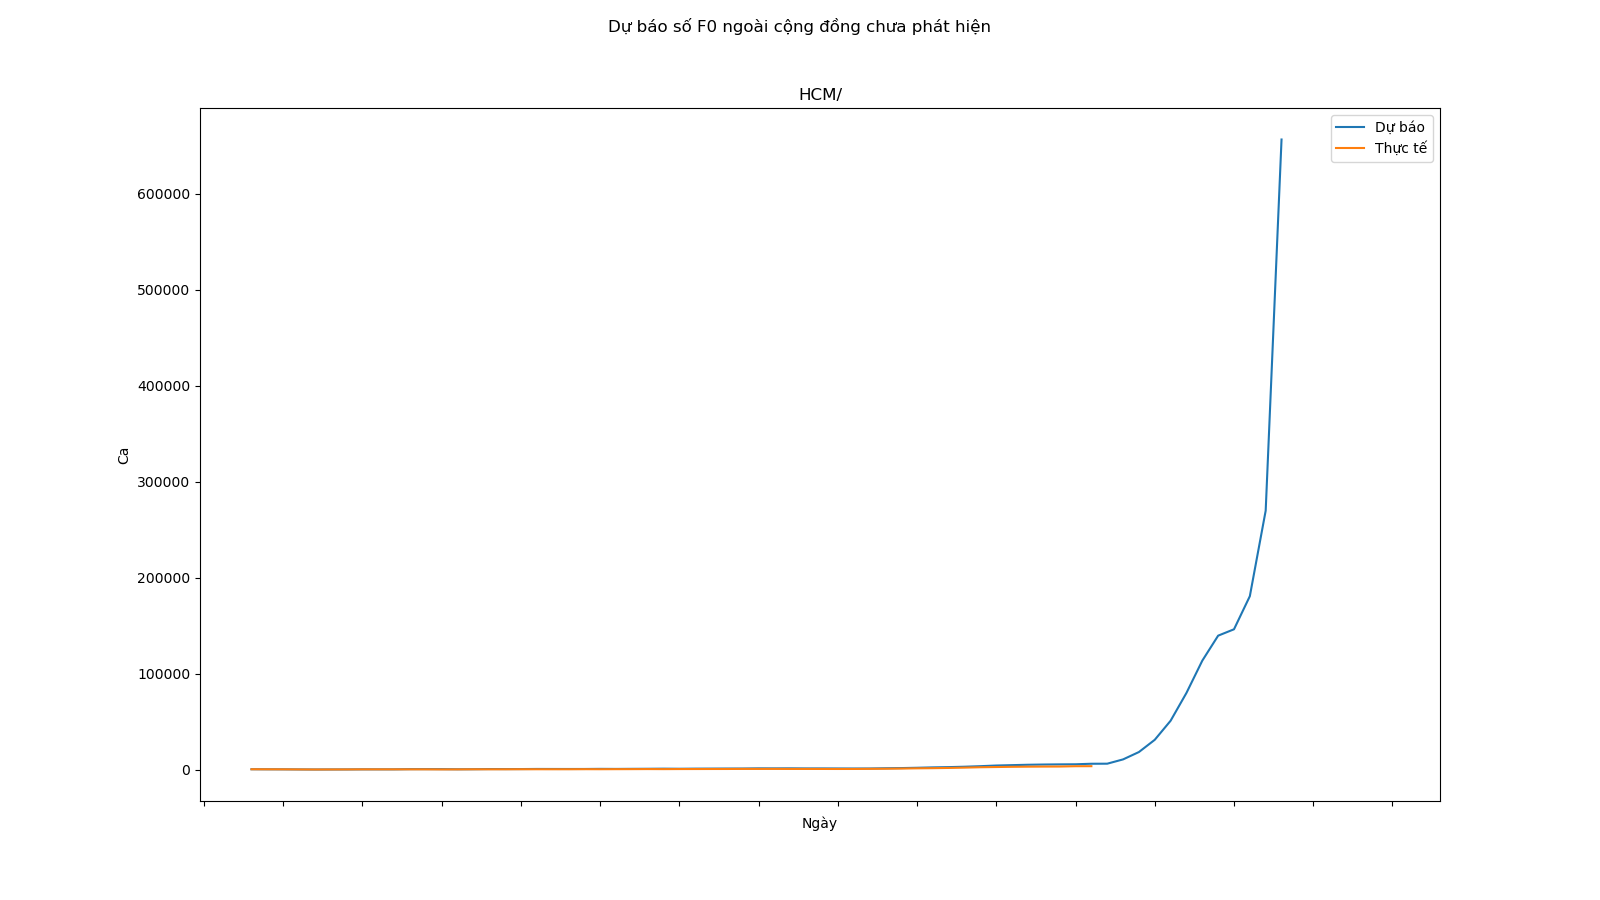 Dự báo số F0 ngoài cộng đồng chưa phát hiện
HCM/
Dự báo
Thực tế
600000
500000
400000
300000
200000
100000
0
Ca
Ngày